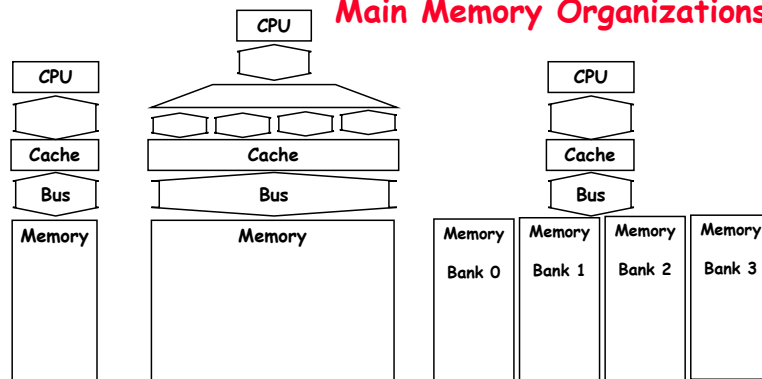 Main Memory Organizations
CPU
Cache
Bus
Memory
CPU
Cache
Bus
Memory
CPU
Cache
Bus
Memory
Bank 0
Memory
Bank 1
Memory
Bank 2
Memory
Bank 3